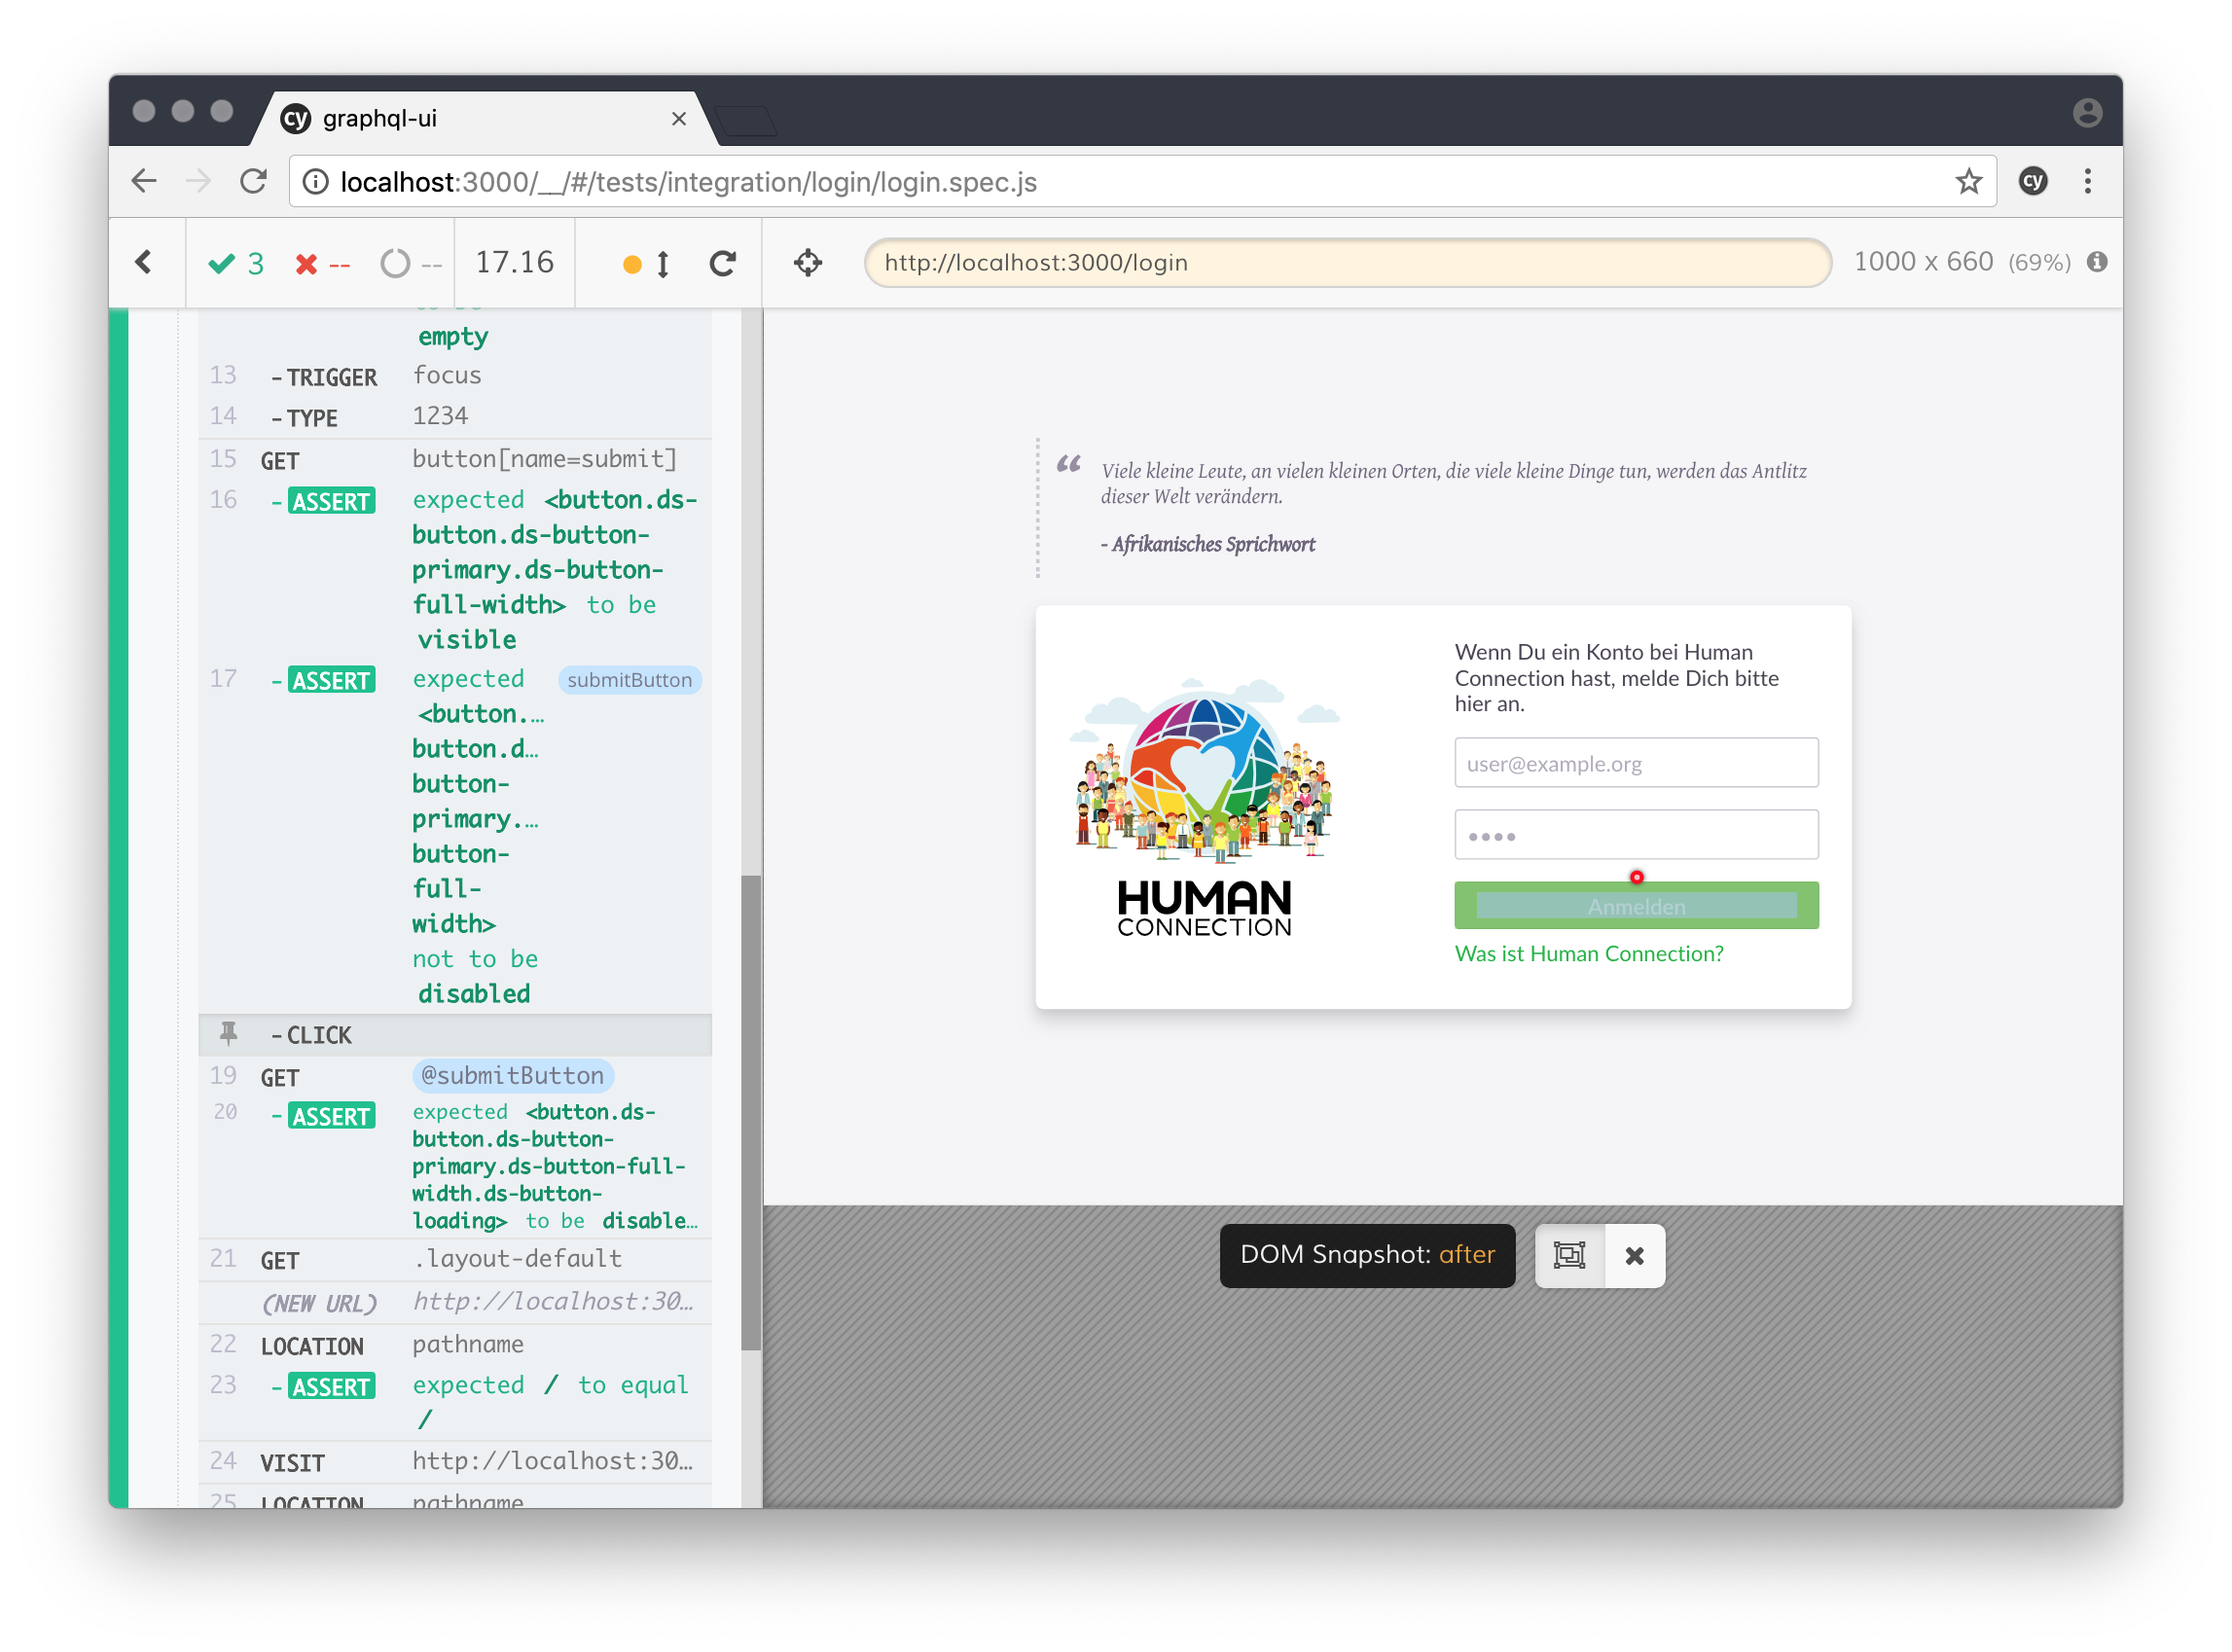 cy graphql-ui
localhost:3000/__/#/tests/integration/login/login.spec.js
cy
3 -- -- 17.16
http://localhost:3000/login
1000 x 660 (69%)
empty
13 -TRIGGER focus
14 -TYPE 1234
15 GET button[name=submit]
16 -ASSERT expected <button.ds-
button.ds-button-
primary.ds-button-
full-width> to be
visible
17 -ASSERT expected submitButton
<button.…
button.d…
button-
primary.…
button-
full-
width>
not to be
disabled
-CLICK
19 GET @submitButton
20 -ASSERT expected <button.ds-
button.ds-button-
primary.ds-button-full-
width.ds-button-
loading> to be disable…
21 GET .layout-default
(NEW URL) http://localhost:30…
22 LOCATION pathname
23 -ASSERT expected / to equal
/
24 VISIT http://localhost:30…
25 LOCATION pathname
“ Viele kleine Leute, an vielen kleinen Orten, die viele kleine Dinge tun, werden das Antlitz
dieser Welt verändern.
- Afrikanisches Sprichwort
HUMAN
CONNECTION
Wenn Du ein Konto bei Human
Connection hast, melde Dich bitte
hier an.
user@example.org
••••
Anmelden
Was ist Human Connection?
DOM Snapshot: after